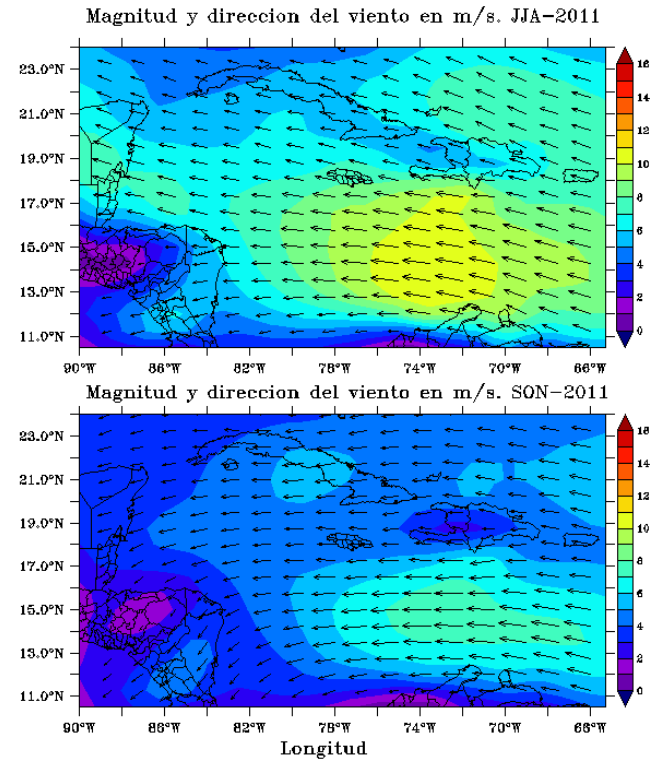 Magnitud y direccion del viento en m/s. JJA-2011
23.0°N
21.0°N
19.0°N
17.0°N
15.0°N
13.0°N
11.0°N
90°W 86°W 82°W 78°W 74°W 70°W 66°W
16
14
12
10
8
6
4
2
0
Magnitud y direccion del viento en m/s. SON-2011
23.0°N
21.0°N
19.0°N
17.0°N
15.0°N
13.0°N
11.0°N
90°W 86°W 82°W 78°W 74°W 70°W 66°W
16
14
12
10
8
6
4
2
0
Longitud